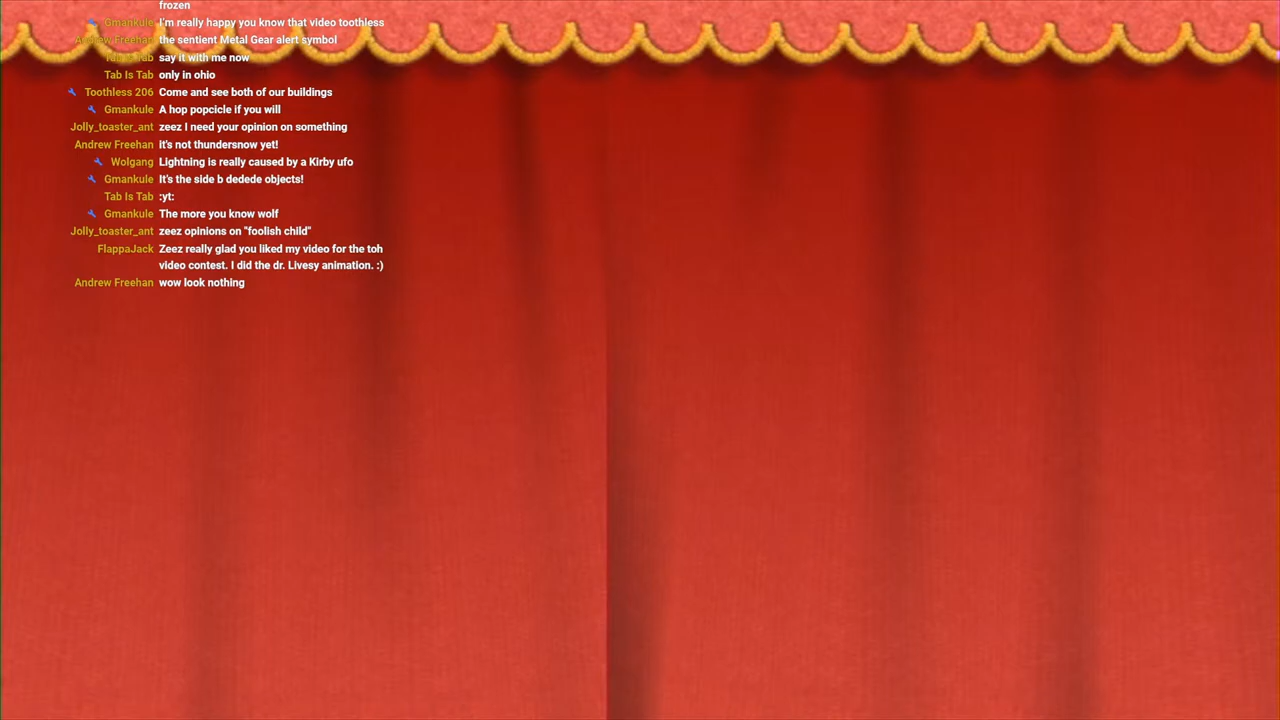 frozen
Gmankule I'm really happy you know that video toothless
Andrew Freehan the sentient Metal Gear alert symbol
Tab Is Tab say it with me now
Tab Is Tab only in ohio
Toothless 206 Come and see both of our buildings
Gmankule A hop popcicle if you will
Jolly_toaster_ant zeez I need your opinion on something
Andrew Freehan it's not thundersnow yet!
Wolgang Lightning is really caused by a Kirby ufo
Gmankule It's the side b dedede objects!
Tab Is Tab :yt:
Gmankule The more you know wolf
Jolly_toaster_ant zeez opinions on "foolish child"
FlappaJack Zeez really glad you liked my video for the toh
video contest. I did the dr. Livesy animation. :)
Andrew Freehan wow look nothing